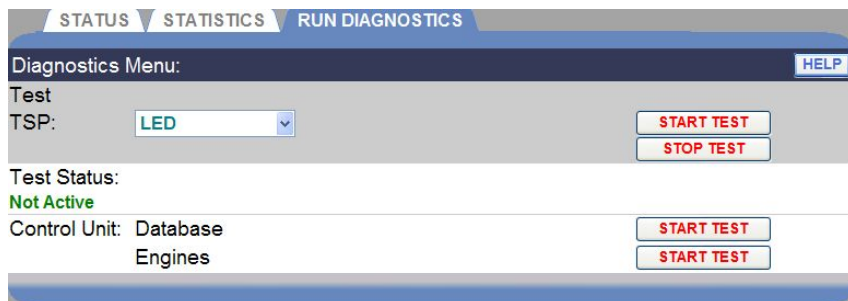 STATUS STATISTICS RUN DIAGNOSTICS
Diagnostics Menu: HELP
Test
TSP: LED START TEST
STOP TEST
Test Status:
Not Active
Control Unit: Database START TEST
Engines START TEST